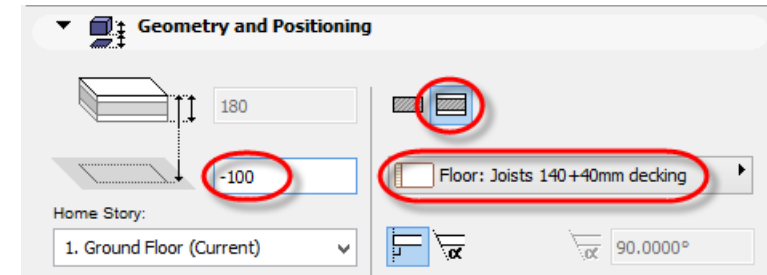 Geometry and Positioning
180
-100
Floor: Joists 140+40mm decking
Home Story:
1. Ground Floor (Current)
α
α
90.0000°